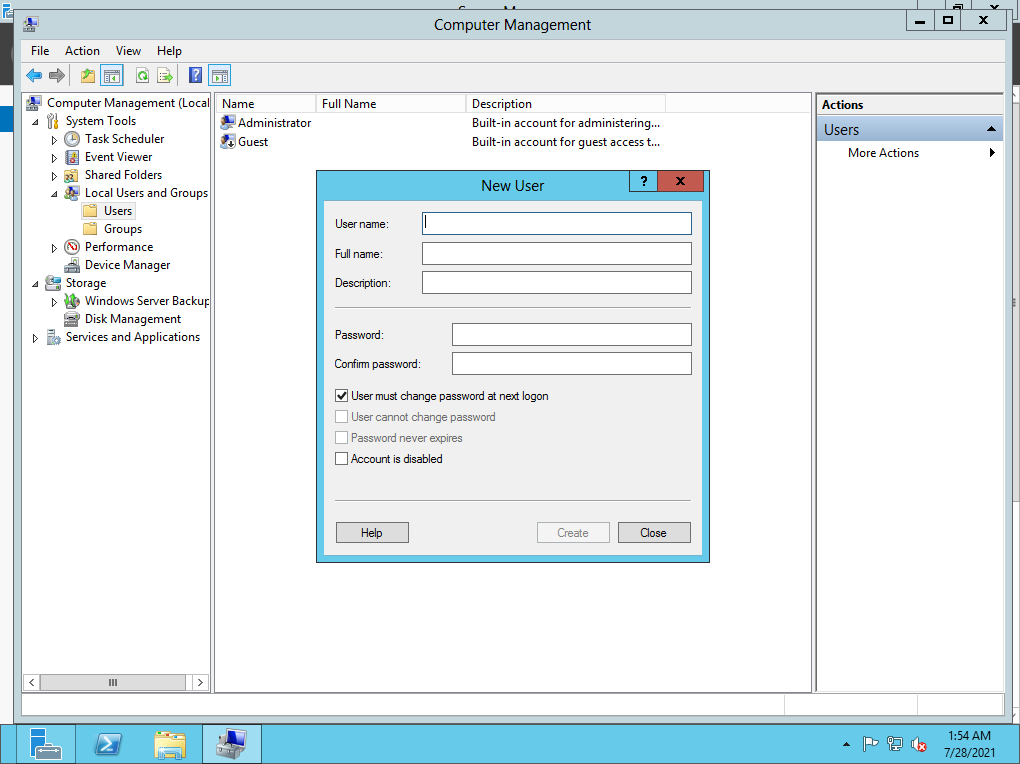 Computer Management
File Action View Help
Computer Management (Local
System Tools
Task Scheduler
Event Viewer
Shared Folders
Local Users and Groups
Users
Groups
Performance
Device Manager
Storage
Windows Server Backup
Disk Management
Services and Applications
Name Full Name Description
Administrator Built-in account for administering...
Guest Built-in account for guest access t...
Actions
Users
More Actions
New User
User name:
Full name:
Description:
Password:
Confirm password:
User must change password at next logon
User cannot change password
Password never expires
Account is disabled
Help Create Close
1:54 AM
7/28/2021